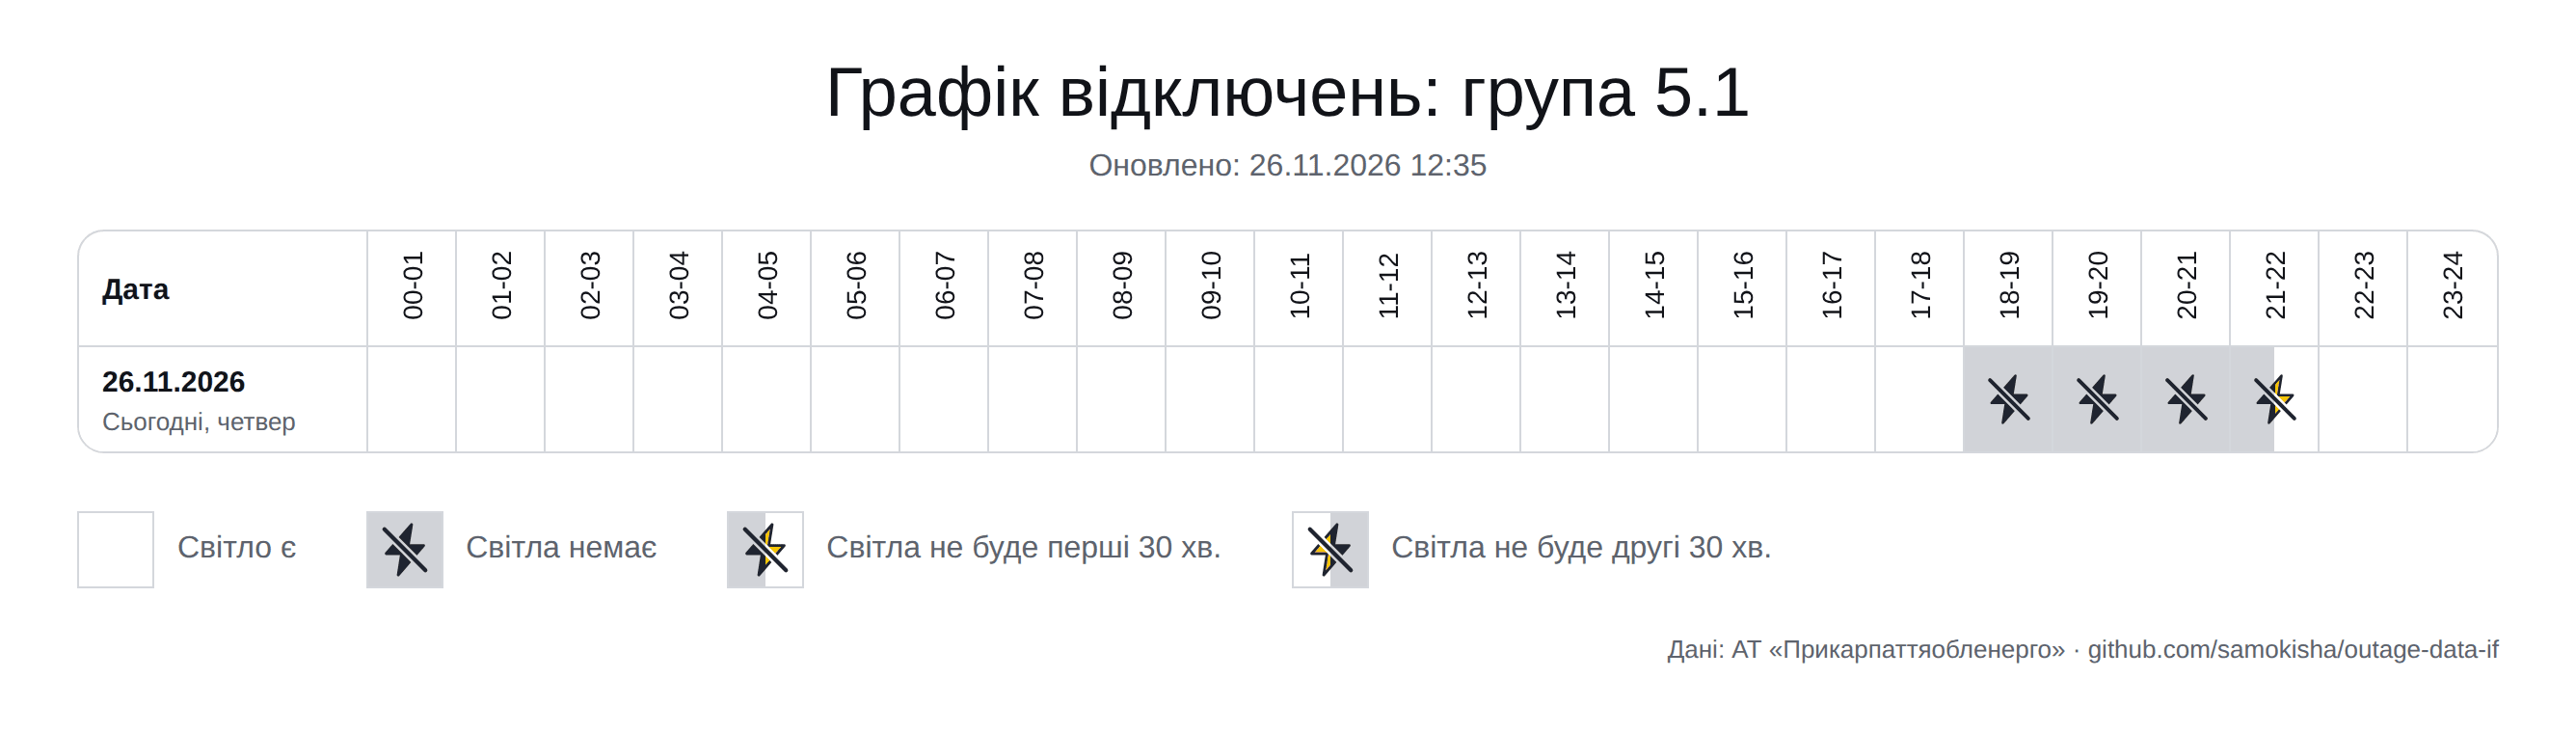 Графік відключень: група 5.1
Оновлено: 26.11.2026 12:35
Дата 00-01 01-02 02-03 03-04 04-05 05-06 06-07 07-08 08-09 09-10 10-11 11-12 12-13 13-14 14-15 15-16 16-17 17-18 18-19 19-20 20-21 21-22 22-23 23-24
26.11.2026
Сьогодні, четвер
Світло є Світла немає Світла не буде перші 30 хв. Світла не буде другі 30 хв.
Дані: АТ «Прикарпаттяобленерго» · github.com/samokisha/outage-data-if